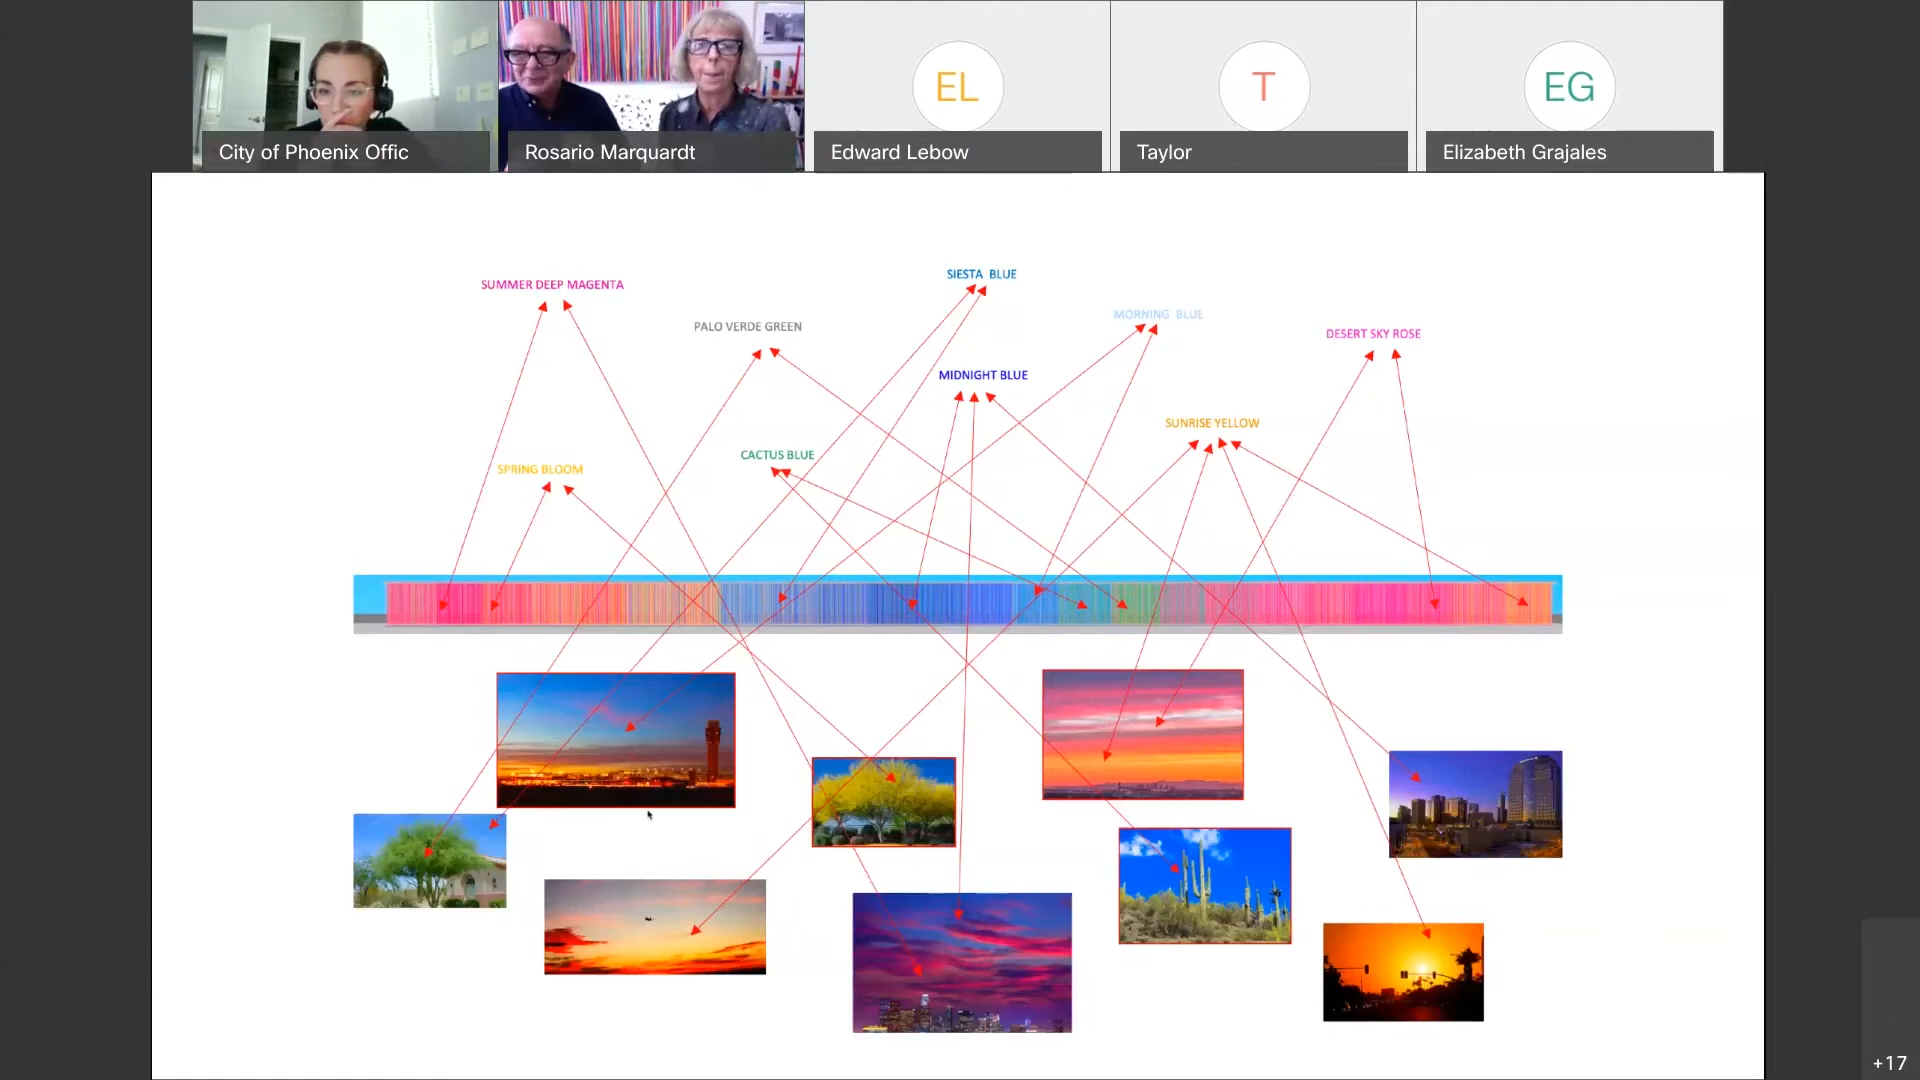 EL
T
EG
City of Phoenix Offic
Rosario Marquardt
Edward Lebow
Taylor
Elizabeth Grajales
SIESTA BLUE
SUMMER DEEP MAGENTA
MORNING BLUE
PALO VERDE GREEN
DESERT SKY ROSE
MIDNIGHT BLUE
SUNRISE YELLOW
CACTUS BLUE
SPRING BLOOM
+17